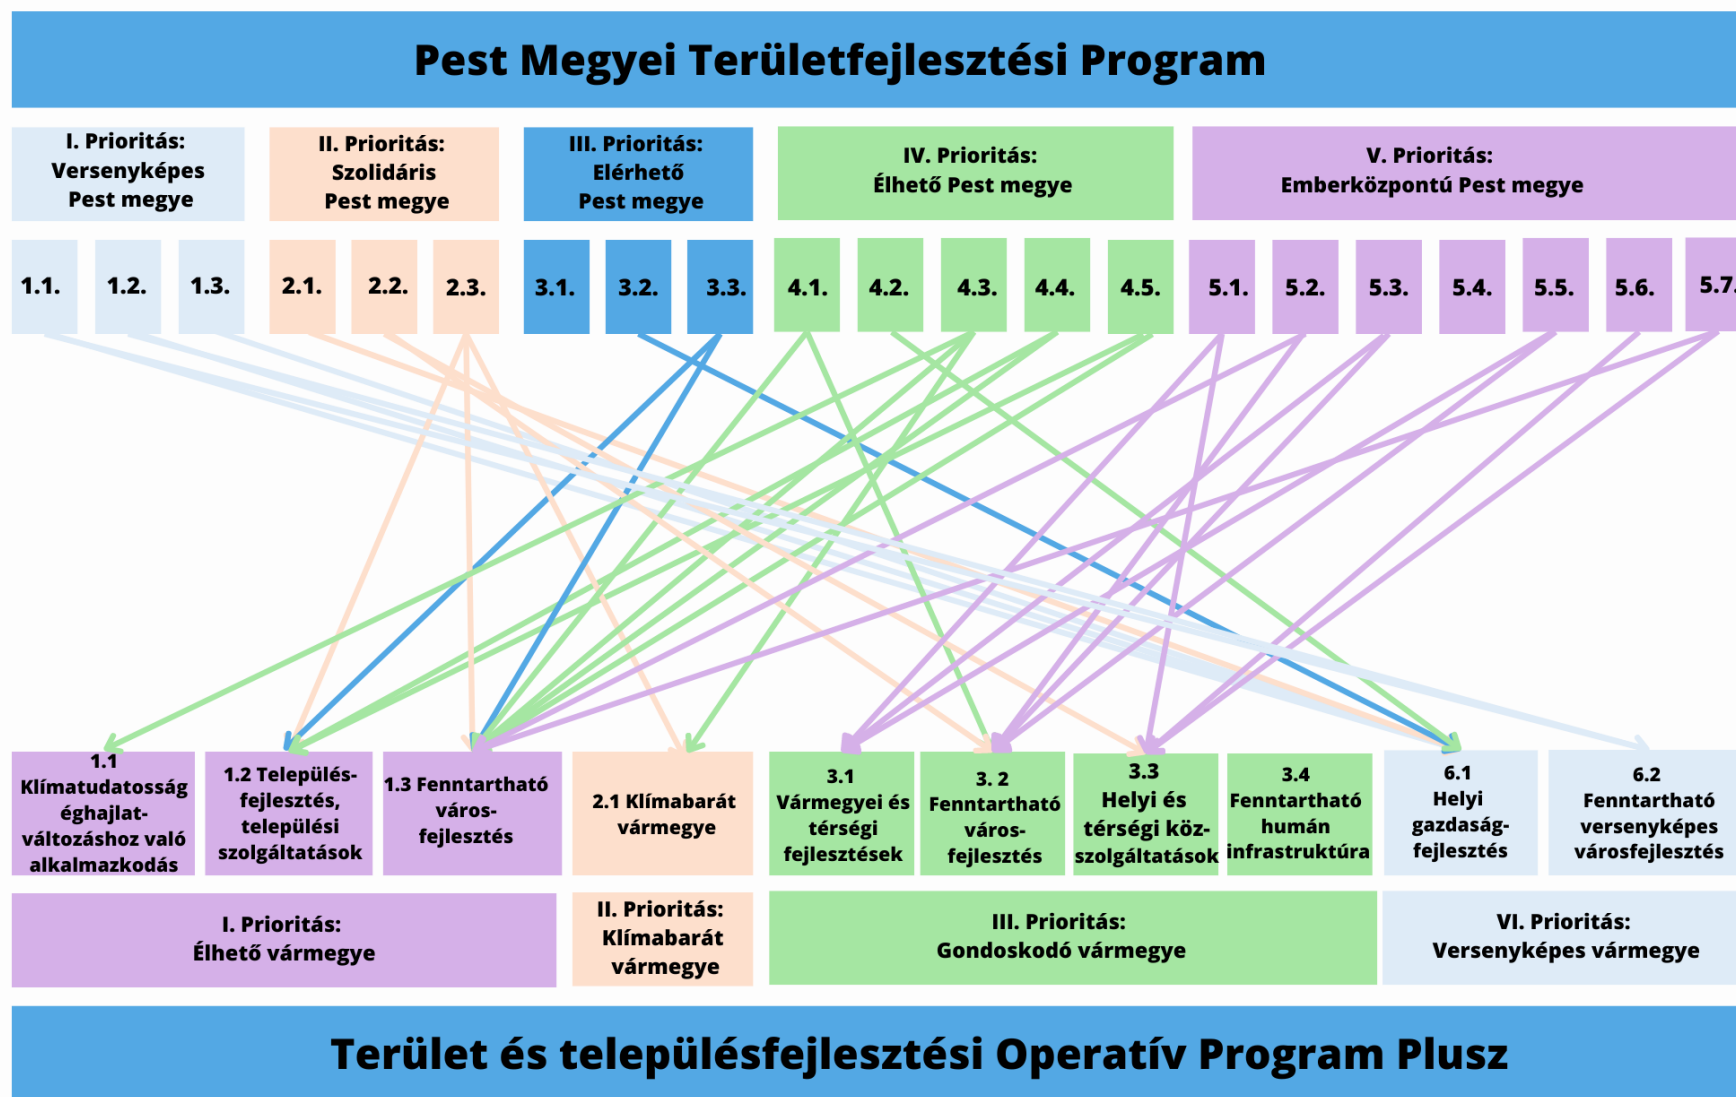 Pest Megyei Területfejlesztési Program
I. Prioritás:
Versenyképes
Pest megye
II. Prioritás:
Szolidáris
Pest megye
III. Prioritás:
Elérhető
Pest megye
IV. Prioritás:
Élhető Pest megye
V. Prioritás:
Emberközpontú Pest megye
1.1.
1.2.
1.3.
2.1.
2.2.
2.3.
3.1.
3.2.
3.3.
4.1.
4.2.
4.3.
4.4.
4.5.
5.1.
5.2.
5.3.
5.4.
5.5.
5.6.
5.7.
1.1
Klímatudatosság
éghajlat-
változáshoz való
alkalmazkodás
1.2 Település-
fejlesztés,
települési
szolgáltatások
1.3 Fenntartható
város-
fejlesztés
2.1 Klímabarát
vármegye
3.1
Vármegyei és
térségi
fejlesztések
3. 2
Fenntartható
város-
fejlesztés
3.3
Helyi és
térségi köz-
szolgáltatások
3.4
Fenntartható
humán
infrastruktúra
6.1
Helyi
gazdaság-
fejlesztés
6.2
Fenntartható
versenyképes
városfejlesztés
I. Prioritás:
Élhető vármegye
II. Prioritás:
Klímabarát
vármegye
III. Prioritás:
Gondoskodó vármegye
VI. Prioritás:
Versenyképes vármegye
Terület és településfejlesztési Operatív Program Plusz